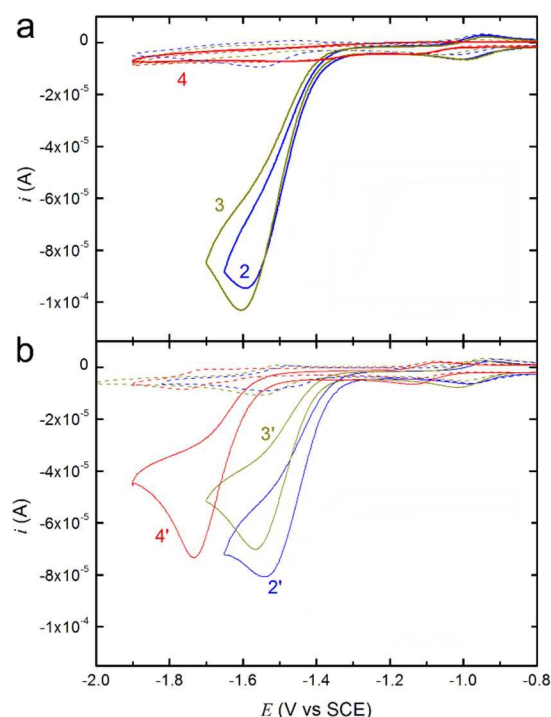 a
0
-2x10⁻⁵
-4x10⁻⁵
-6x10⁻⁵
-8x10⁻⁵
-1x10⁻⁴
i (A)
4
3
2
b
0
-2x10⁻⁵
-4x10⁻⁵
-6x10⁻⁵
-8x10⁻⁵
-1x10⁻⁴
i (A)
3'
4'
2'
-2.0 -1.8 -1.6 -1.4 -1.2 -1.0 -0.8
E (V vs SCE)